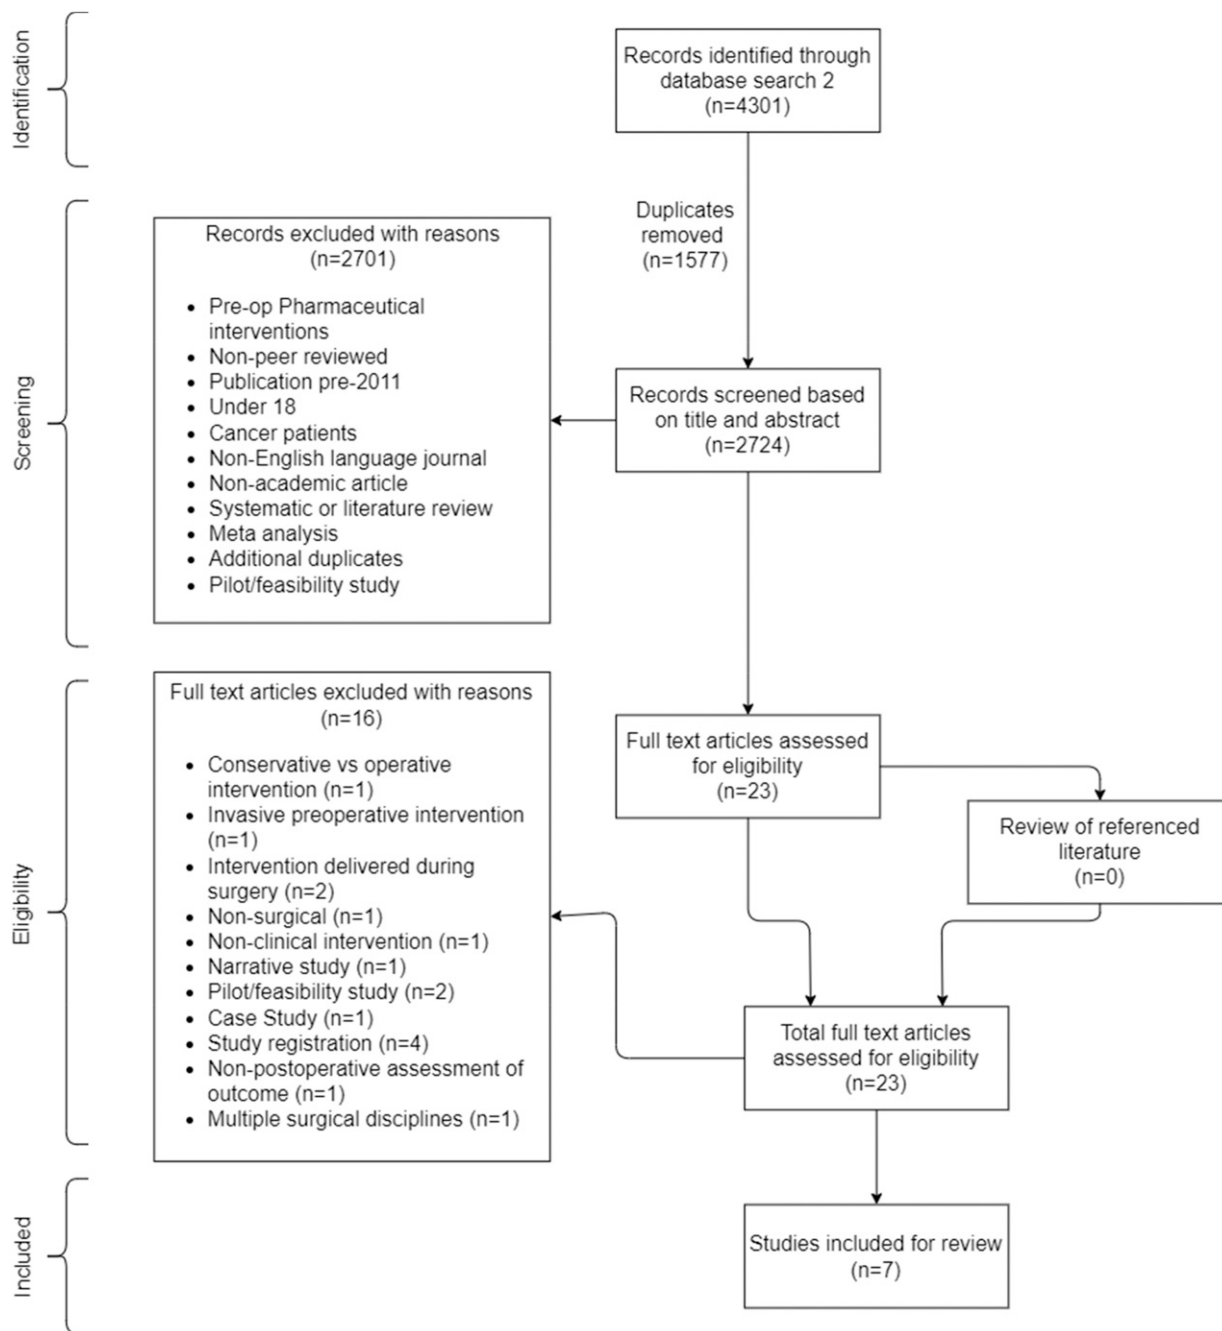 Identification
Records identified through
database search 2
(n=4301)
Duplicates
removed
(n=1577)
Screening
Records excluded with reasons
(n=2701)
• Pre-op Pharmaceutical
interventions
• Non-peer reviewed
• Publication pre-2011
• Under 18
• Cancer patients
• Non-English language journal
• Non-academic article
• Systematic or literature review
• Meta analysis
• Additional duplicates
• Pilot/feasibility study
Records screened based
on title and abstract
(n=2724)
Eligibility
Full text articles excluded with reasons
(n=16)
• Conservative vs operative
intervention (n=1)
• Invasive preoperative intervention
(n=1)
• Intervention delivered during
surgery (n=2)
• Non-surgical (n=1)
• Non-clinical intervention (n=1)
• Narrative study (n=1)
• Pilot/feasibility study (n=2)
• Case Study (n=1)
• Study registration (n=4)
• Non-postoperative assessment of
outcome (n=1)
• Multiple surgical disciplines (n=1)
Full text articles assessed
for eligibility
(n=23)
Review of referenced
literature
(n=0)
Total full text articles
assessed for eligibility
(n=23)
Included
Studies included for review
(n=7)